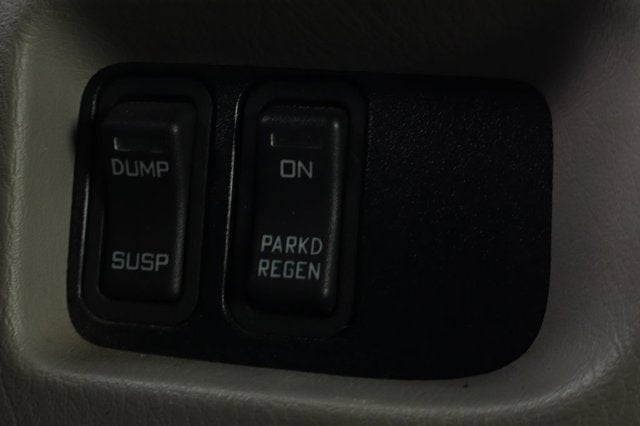 DUMP
SUSP
ON
PARKD
REGEN